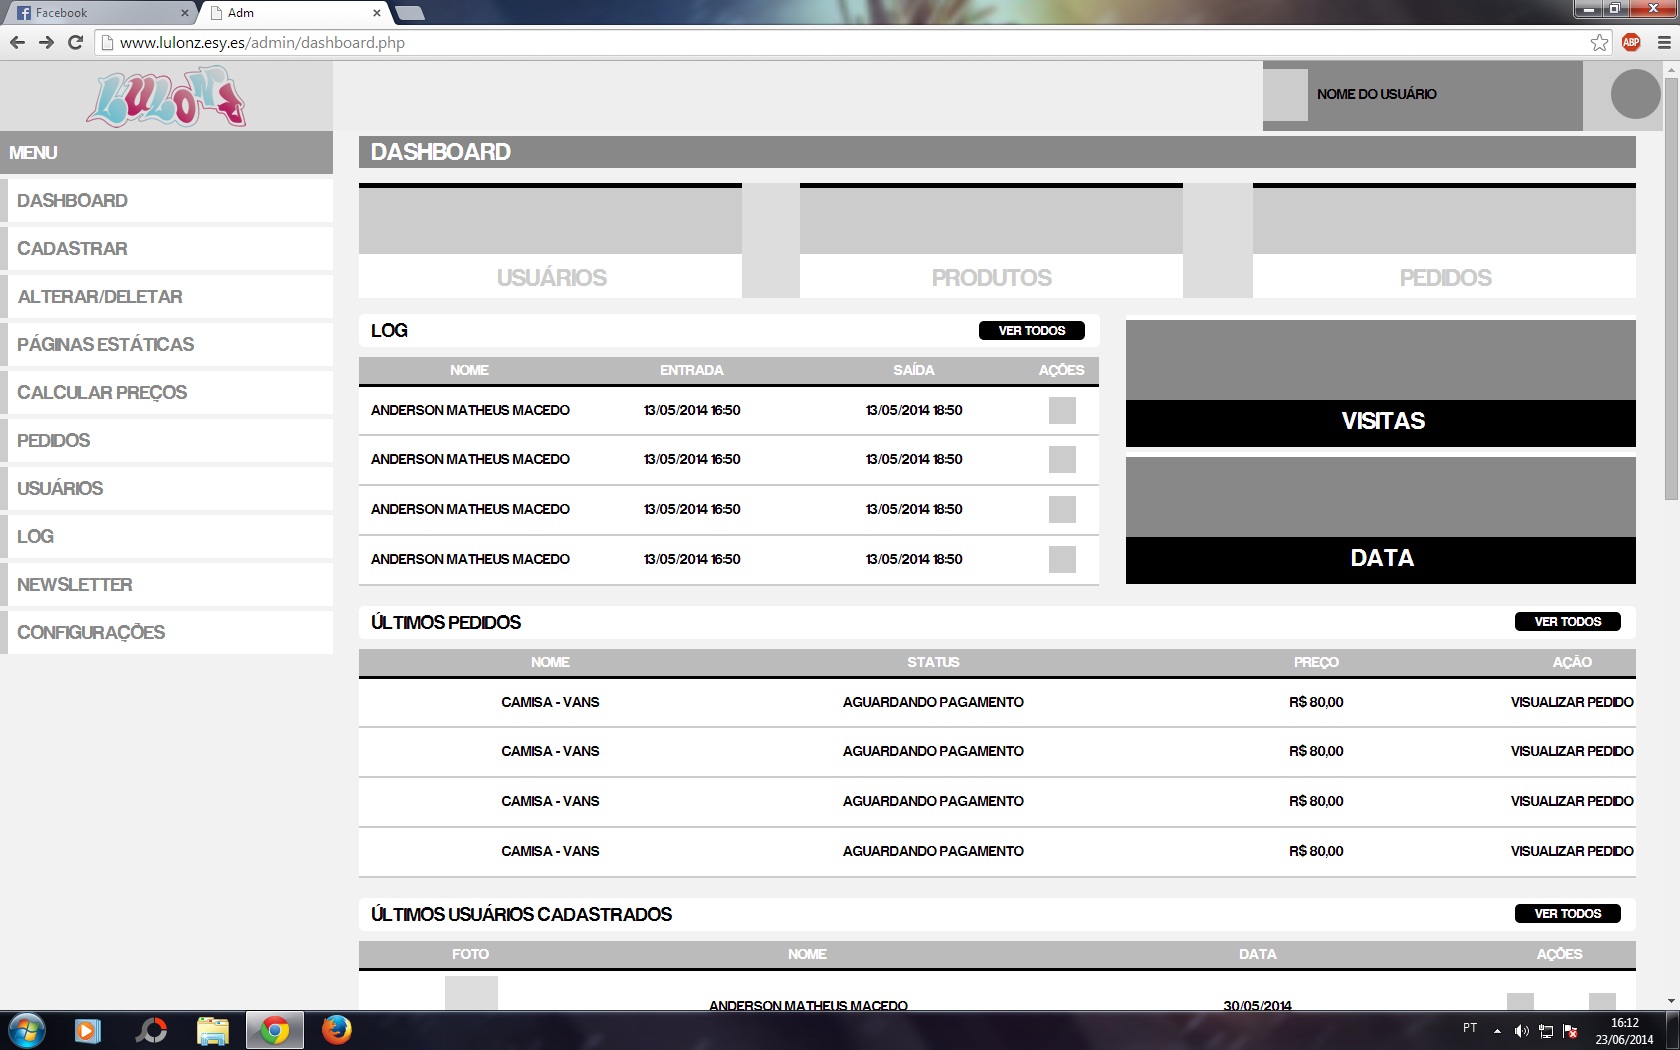 Facebook
Adm
www.lulonz.esy.es/admin/dashboard.php
ABP
LULONZ
NOME DO USUÁRIO
MENU
DASHBOARD
CADASTRAR
ALTERAR/DELETAR
PÁGINAS ESTÁTICAS
CALCULAR PREÇOS
PEDIDOS
USUÁRIOS
LOG
NEWSLETTER
CONFIGURAÇÕES
DASHBOARD
USUÁRIOS PRODUTOS PEDIDOS
LOG VER TODOS
NOME ENTRADA SAÍDA AÇÕES
ANDERSON MATHEUS MACEDO 13/05/2014 16:50 13/05/2014 18:50
ANDERSON MATHEUS MACEDO 13/05/2014 16:50 13/05/2014 18:50
ANDERSON MATHEUS MACEDO 13/05/2014 16:50 13/05/2014 18:50
ANDERSON MATHEUS MACEDO 13/05/2014 16:50 13/05/2014 18:50
VISITAS
DATA
ÚLTIMOS PEDIDOS VER TODOS
NOME STATUS PREÇO AÇÃO
CAMISA - VANS AGUARDANDO PAGAMENTO R$ 80,00 VISUALIZAR PEDIDO
CAMISA - VANS AGUARDANDO PAGAMENTO R$ 80,00 VISUALIZAR PEDIDO
CAMISA - VANS AGUARDANDO PAGAMENTO R$ 80,00 VISUALIZAR PEDIDO
CAMISA - VANS AGUARDANDO PAGAMENTO R$ 80,00 VISUALIZAR PEDIDO
ÚLTIMOS USUÁRIOS CADASTRADOS VER TODOS
FOTO NOME DATA AÇÕES
ANDERSON MATHEUS MACEDO 30/05/2014
PT
16:12
23/06/2014